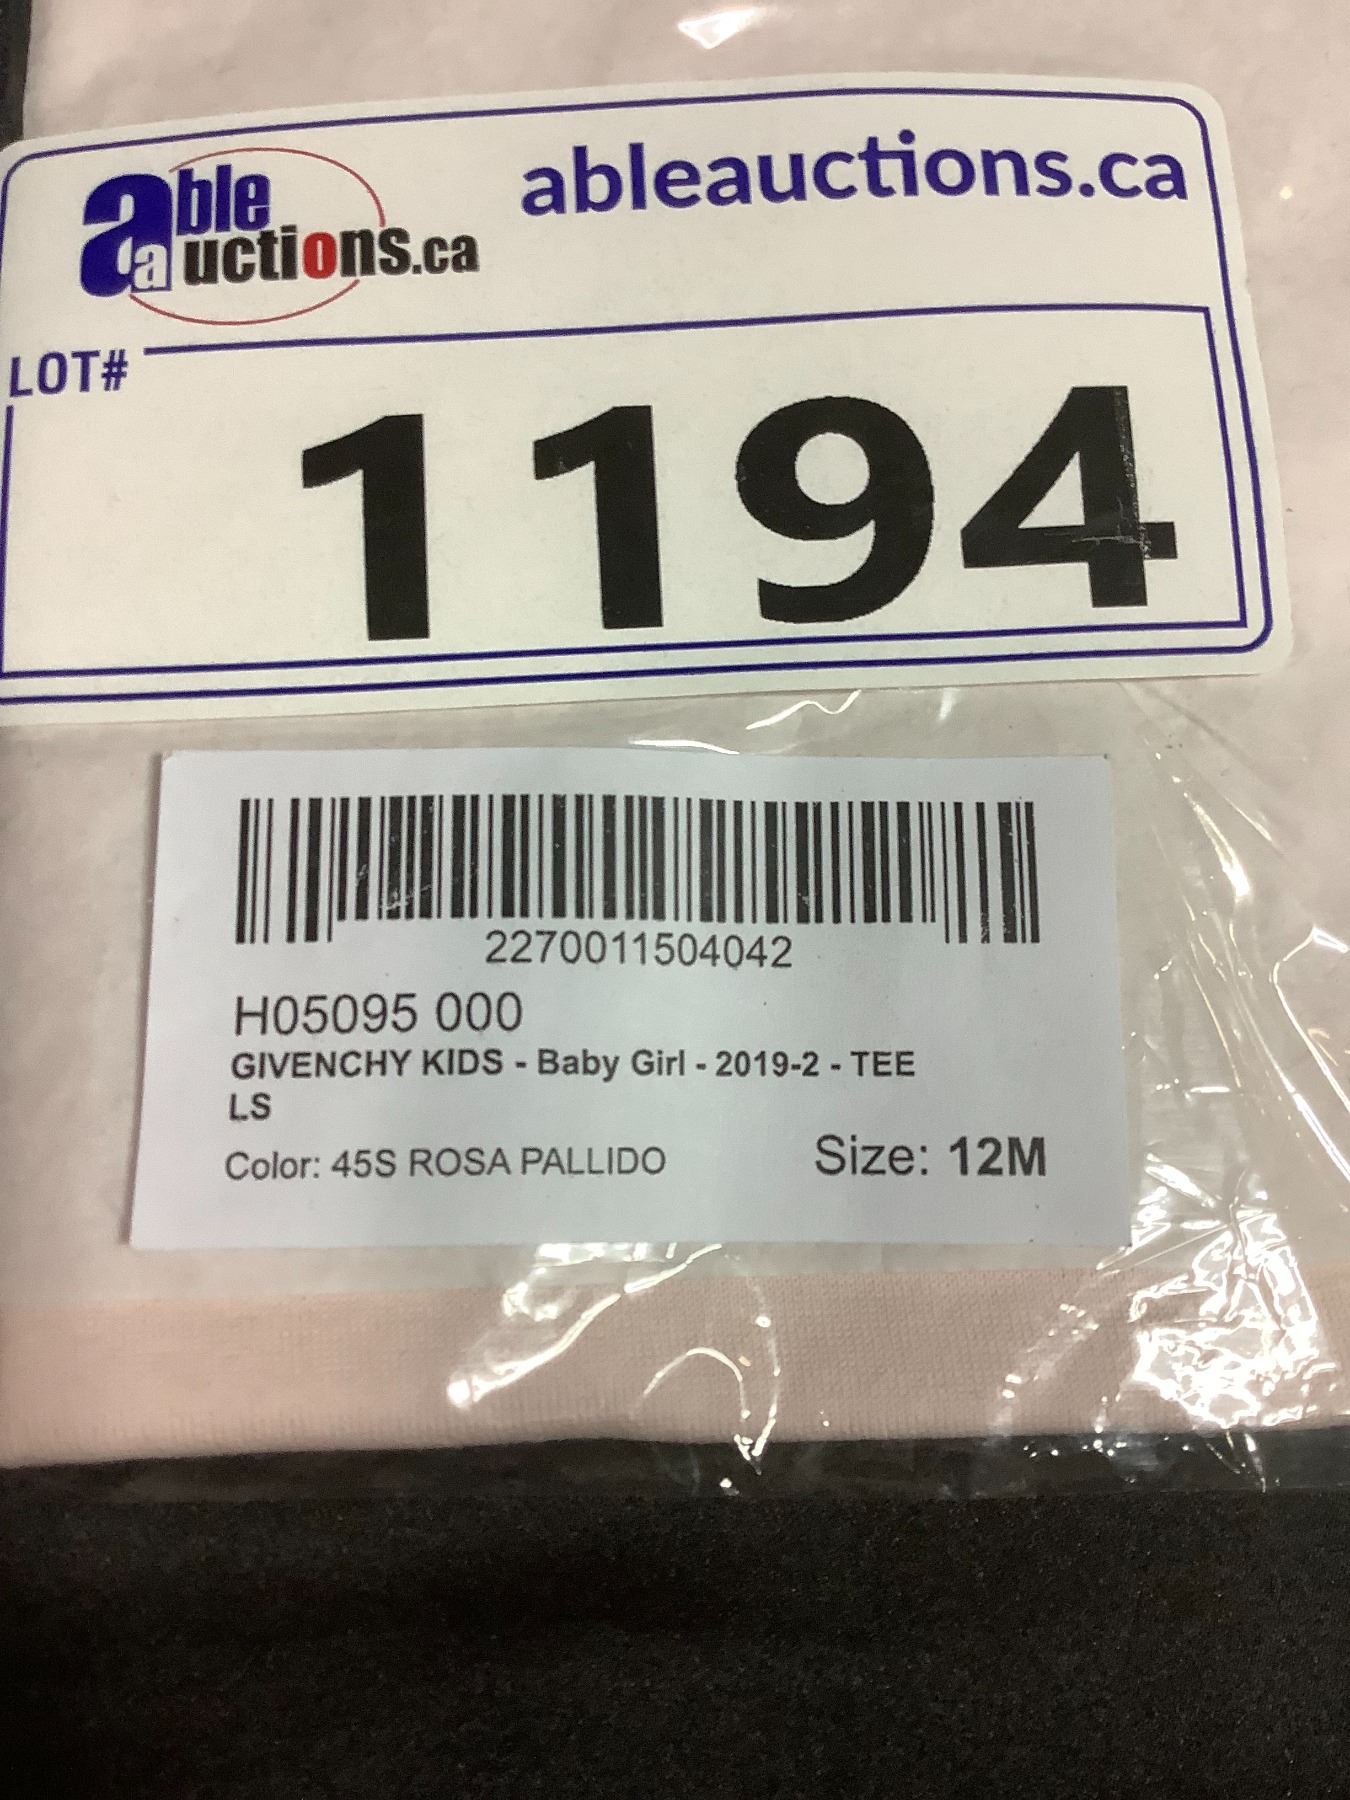 able auctions.ca
ableauctions.ca
LOT#
1194
2270011504042
H05095 000
GIVENCHY KIDS - Baby Girl - 2019-2 - TEE
LS
Color: 45S ROSA PALLIDO Size: 12M